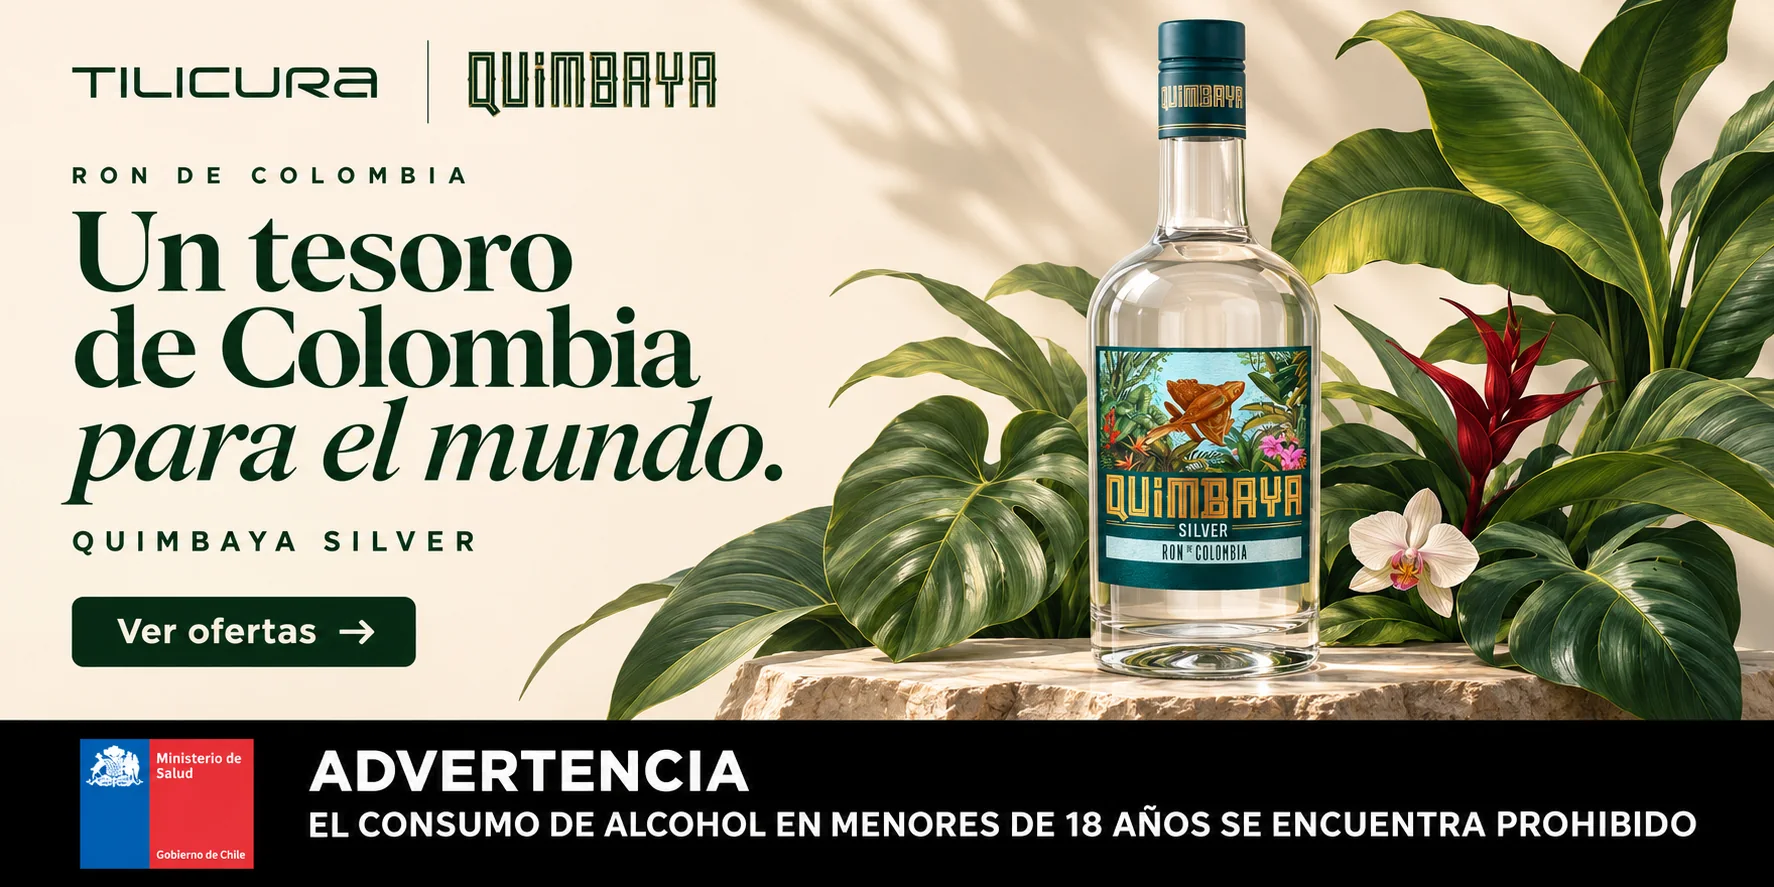 TILICURA
QUIMBAYA
RON DE COLOMBIA
Un tesoro
de Colombia
para el mundo.
QUIMBAYA SILVER
Ver ofertas →
QUIMBAYA
QUIMBAYA
SILVER
RON DE COLOMBIA
Ministerio de
Salud
Gobierno de Chile
ADVERTENCIA
EL CONSUMO DE ALCOHOL EN MENORES DE 18 AÑOS SE ENCUENTRA PROHIBIDO